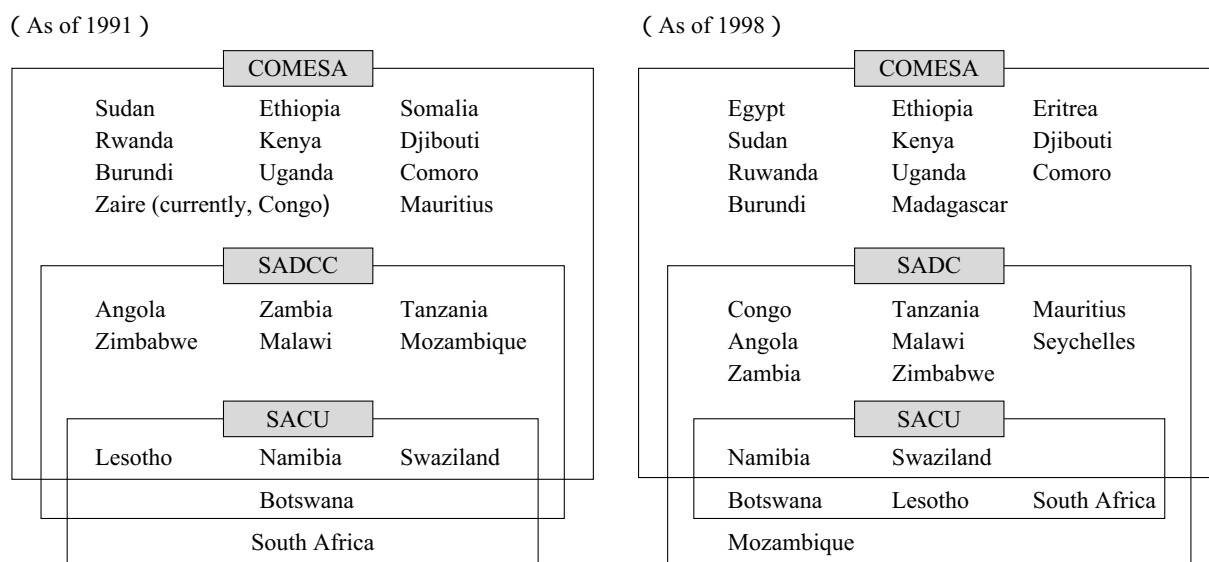 ( As of 1991 )
COMESA
Sudan Ethiopia Somalia
Rwanda Kenya Djibouti
Burundi Uganda Comoro
Zaire (currently, Congo) Mauritius
SADCC
Angola Zambia Tanzania
Zimbabwe Malawi Mozambique
SACU
Lesotho Namibia Swaziland
Botswana
South Africa
( As of 1998 )
COMESA
Egypt Ethiopia Eritrea
Sudan Kenya Djibouti
Ruwanda Uganda Comoro
Burundi Madagascar
SADC
Congo Tanzania Mauritius
Angola Malawi Seychelles
Zambia Zimbabwe
SACU
Namibia Swaziland
Botswana Lesotho South Africa
Mozambique